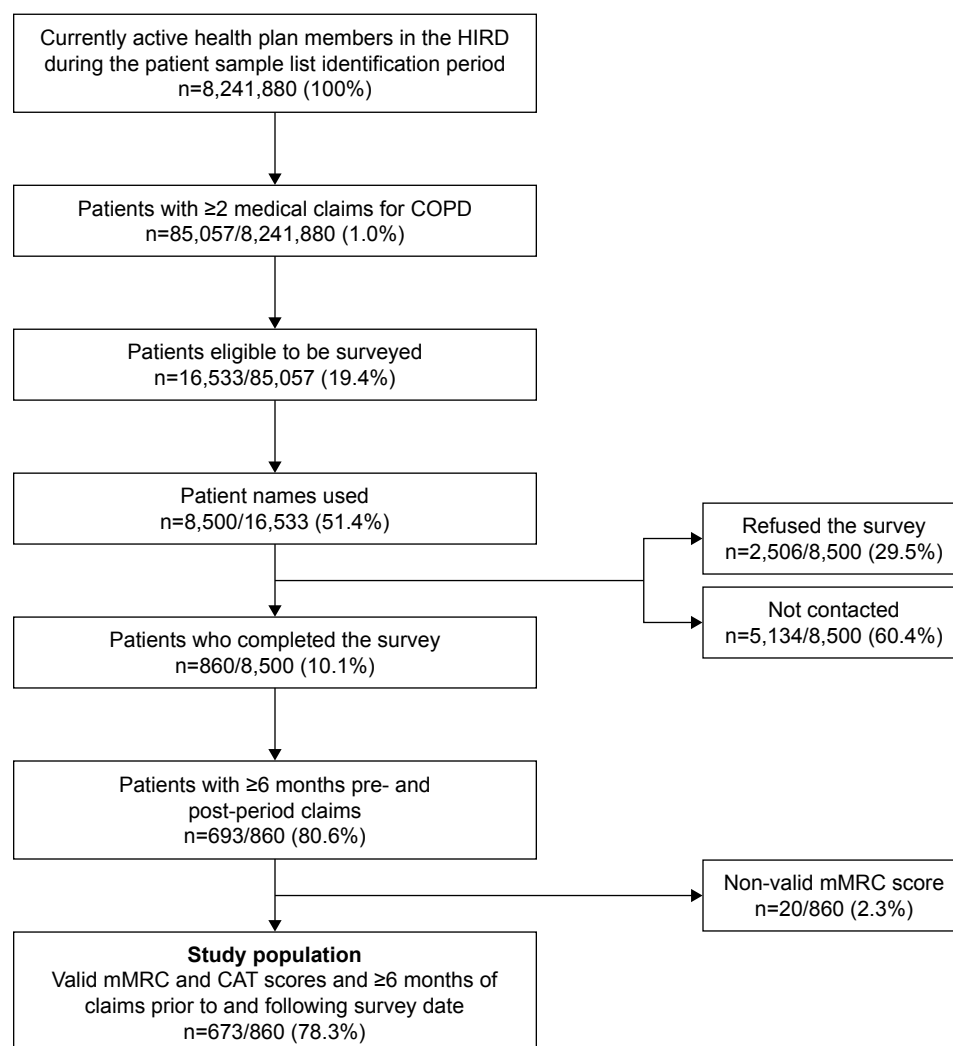 Currently active health plan members in the HIRD
during the patient sample list identification period
n=8,241,880 (100%)
Patients with ≥2 medical claims for COPD
n=85,057/8,241,880 (1.0%)
Patients eligible to be surveyed
n=16,533/85,057 (19.4%)
Patient names used
n=8,500/16,533 (51.4%)
Refused the survey
n=2,506/8,500 (29.5%)
Not contacted
n=5,134/8,500 (60.4%)
Patients who completed the survey
n=860/8,500 (10.1%)
Patients with ≥6 months pre- and
post-period claims
n=693/860 (80.6%)
Non-valid mMRC score
n=20/860 (2.3%)
Study population
Valid mMRC and CAT scores and ≥6 months of
claims prior to and following survey date
n=673/860 (78.3%)